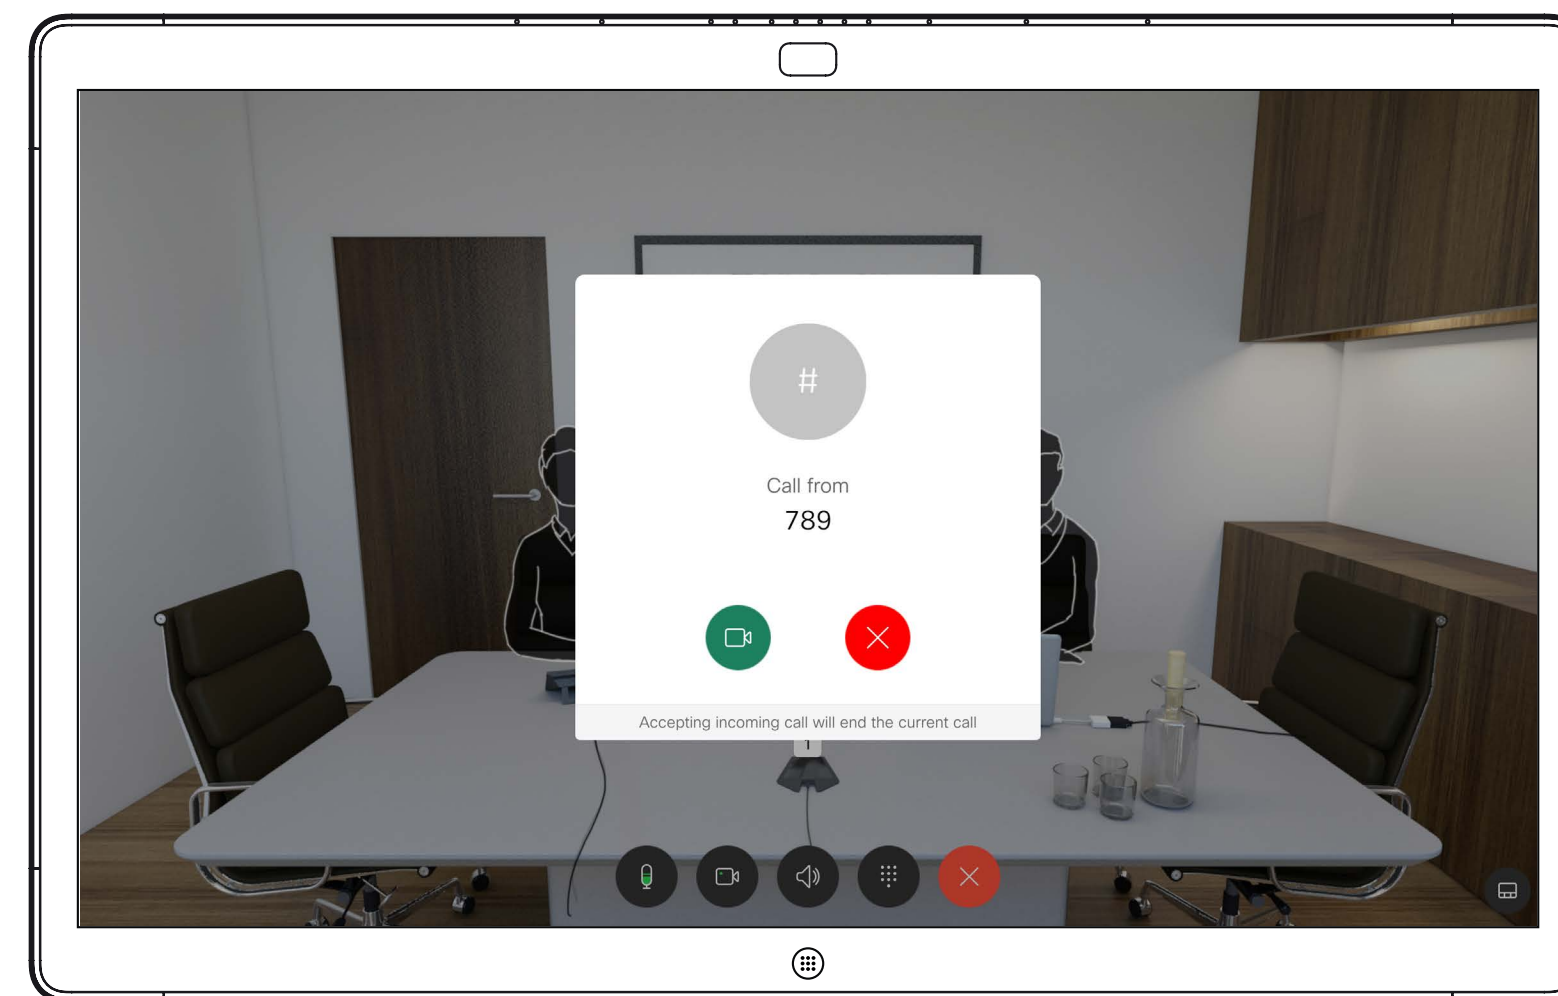 #
Call from
789
Accepting incoming call will end the current call
1